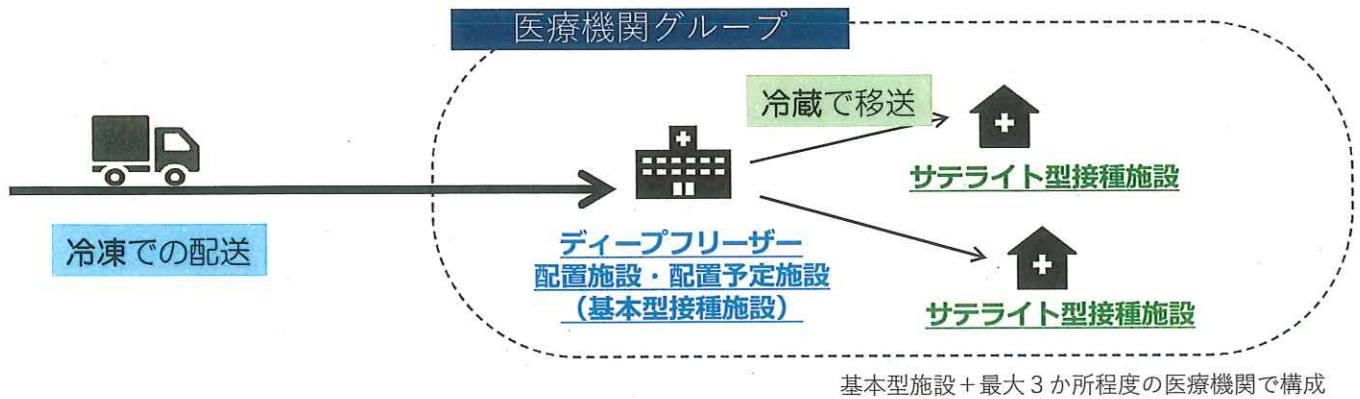 医療機関グループ
冷蔵で移送
サテライト型接種施設
冷凍での配送
ディープフリーザー
配置施設・配置予定施設
（基本型接種施設）
サテライト型接種施設
基本型施設＋最大３か所程度の医療機関で構成